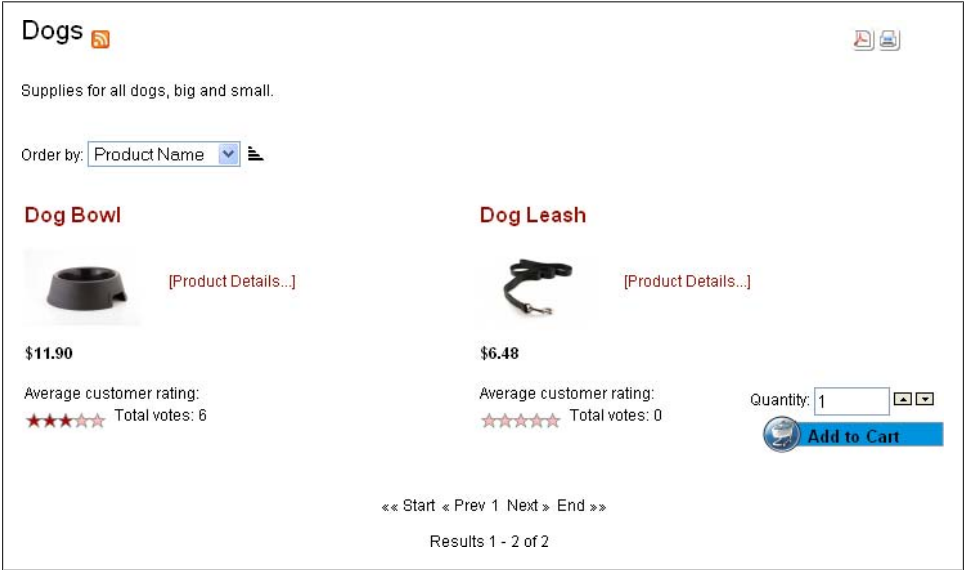 Dogs
Supplies for all dogs, big and small.
Order by: Product Name
Dog Bowl
[Product Details...]
$11.90
Average customer rating:
Total votes: 6
Dog Leash
[Product Details...]
$6.48
Average customer rating:
Total votes: 0
Quantity: 1
Add to Cart
«« Start « Prev 1 Next » End »»
Results 1 - 2 of 2